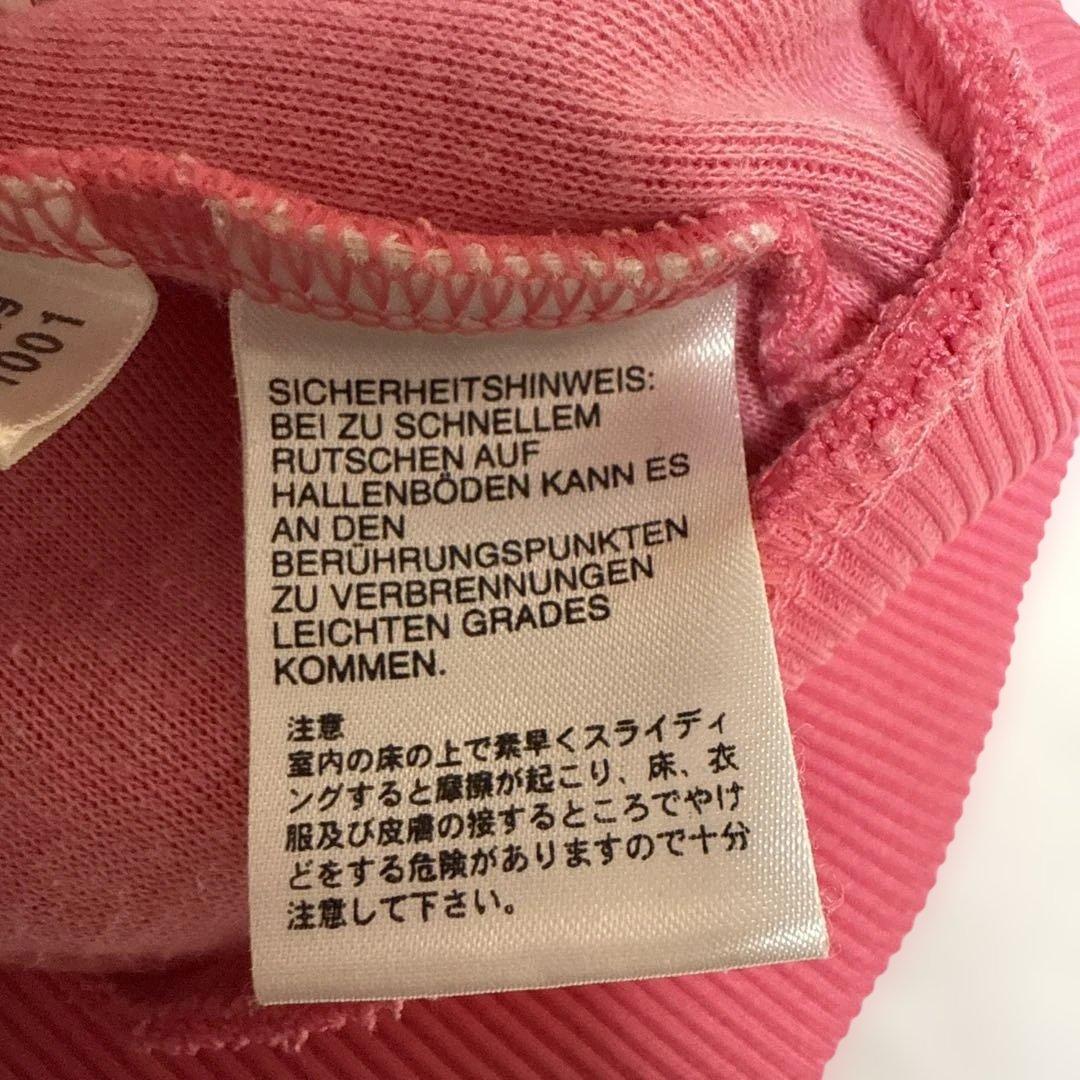 1001
SICHERHEITSHINWEIS:
BEI ZU SCHNELLEM
RUTSCHEN AUF
HALLENBÖDEN KANN ES
AN DEN
BERÜHRUNGSPUNKTEN
ZU VERBRENNUNGEN
LEICHTEN GRADES
KOMMEN.
注意
室内の床の上で素早くスライディ
ングすると摩擦が起こり、床、衣
服及び皮膚の接するところでやけ
どをする危険がありますので十分
注意して下さい。